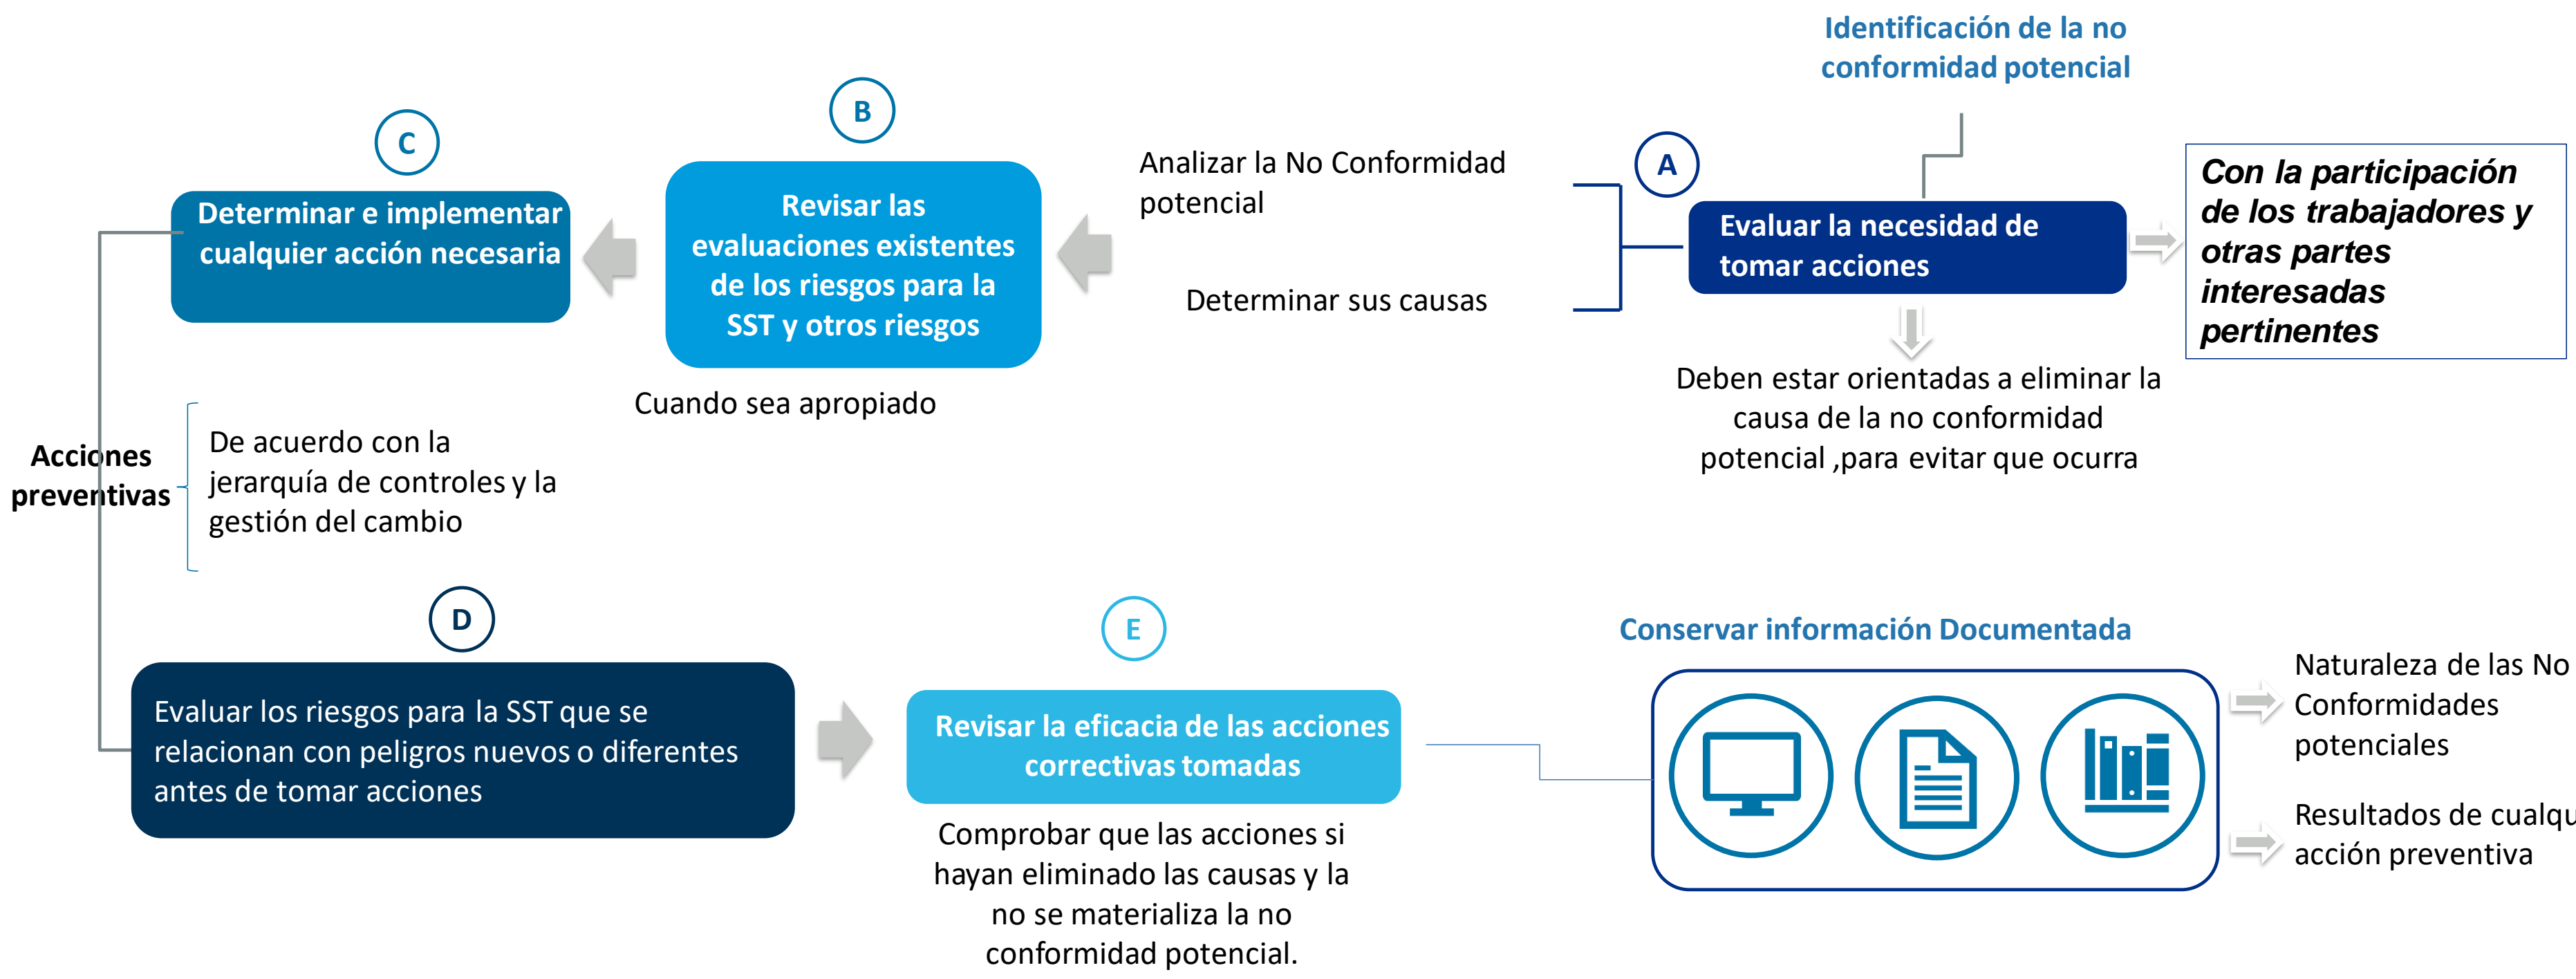 Identificación de la no
conformidad potencial
A
Evaluar la necesidad de
tomar acciones
Con la participación
de los trabajadores y
otras partes
interesadas
pertinentes
Deben estar orientadas a eliminar la
causa de la no conformidad
potencial ,para evitar que ocurra
Analizar la No Conformidad
potencial
Determinar sus causas
B
Revisar las
evaluaciones existentes
de los riesgos para la
SST y otros riesgos
Cuando sea apropiado
C
Determinar e implementar
cualquier acción necesaria
Acciones
preventivas
De acuerdo con la
jerarquía de controles y la
gestión del cambio
D
Evaluar los riesgos para la SST que se
relacionan con peligros nuevos o diferentes
antes de tomar acciones
E
Revisar la eficacia de las acciones
correctivas tomadas
Comprobar que las acciones si
hayan eliminado las causas y la
no se materializa la no
conformidad potencial.
Conservar información Documentada
Naturaleza de las No
Conformidades
potenciales
Resultados de
acción preventiva